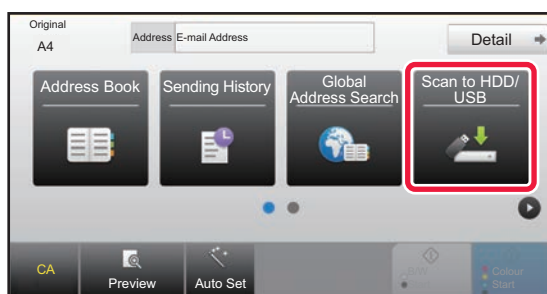 Original
A4
Address E-mail Address
Detail
Address Book
Sending History
Global
Address Search
Scan to HDD/
USB
CA
Preview
Auto Set
B/W
Start
Colour
Start